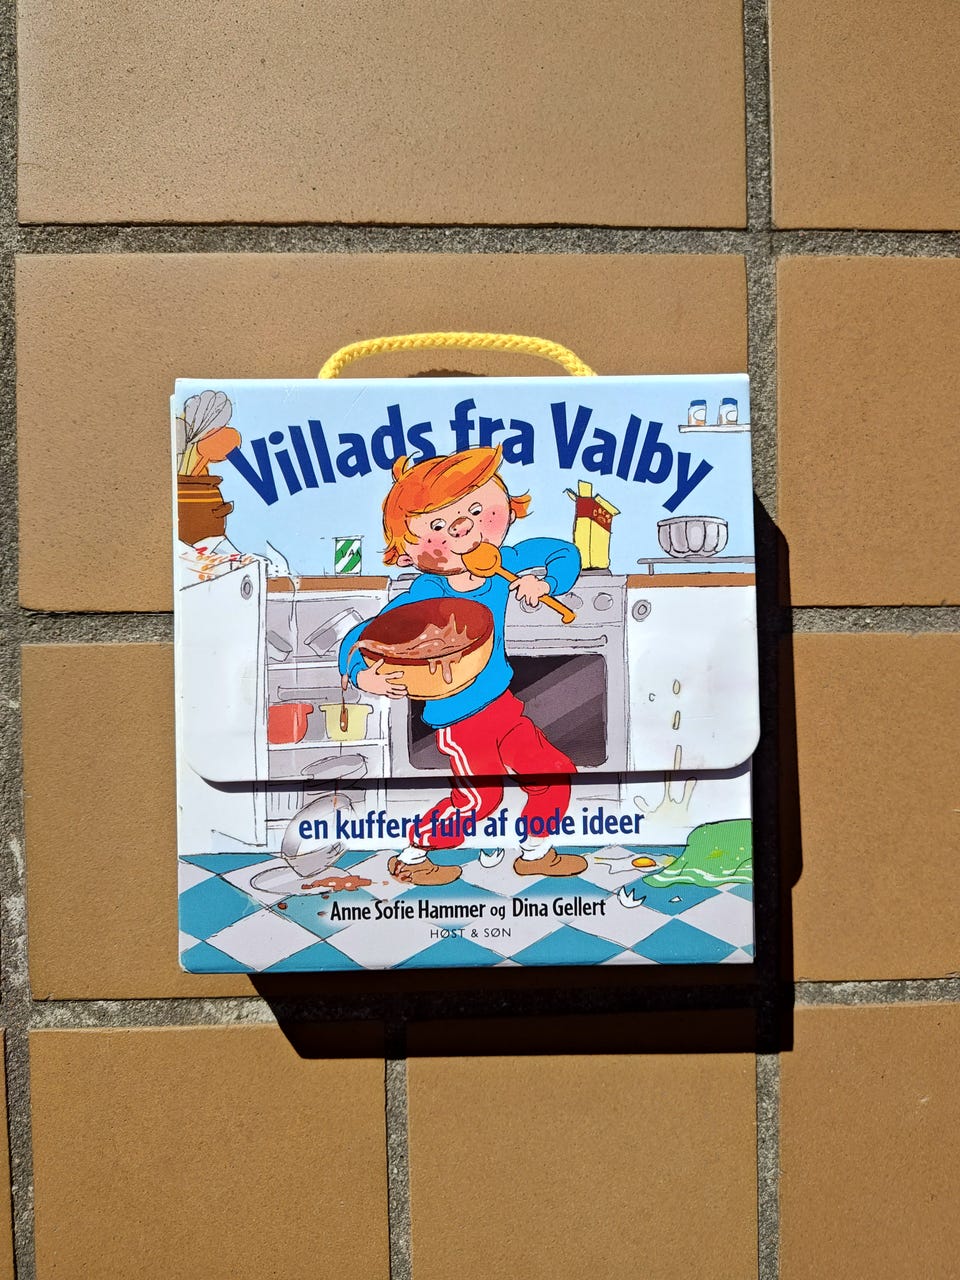 Villads fra Valby
en kuffert fuld af gode ideer
Anne Sofie Hammer og Dina Gellert
HØST & SØN